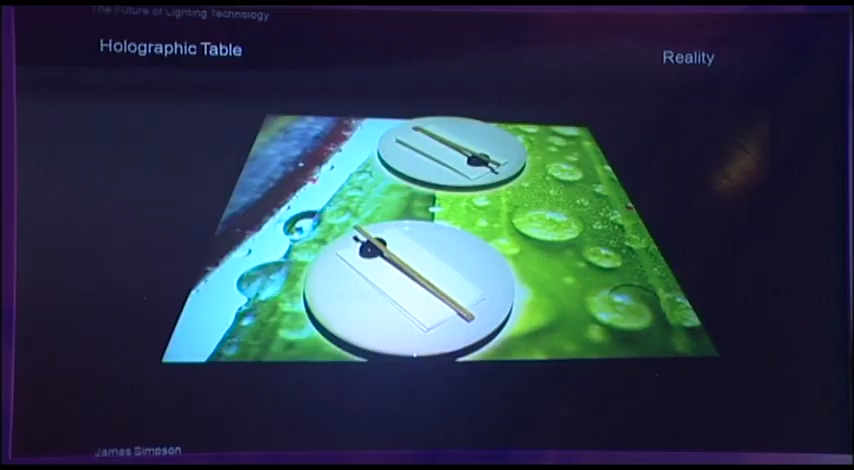 The Future of Lighting Technology
Holographic Table
Reality
James Simpson